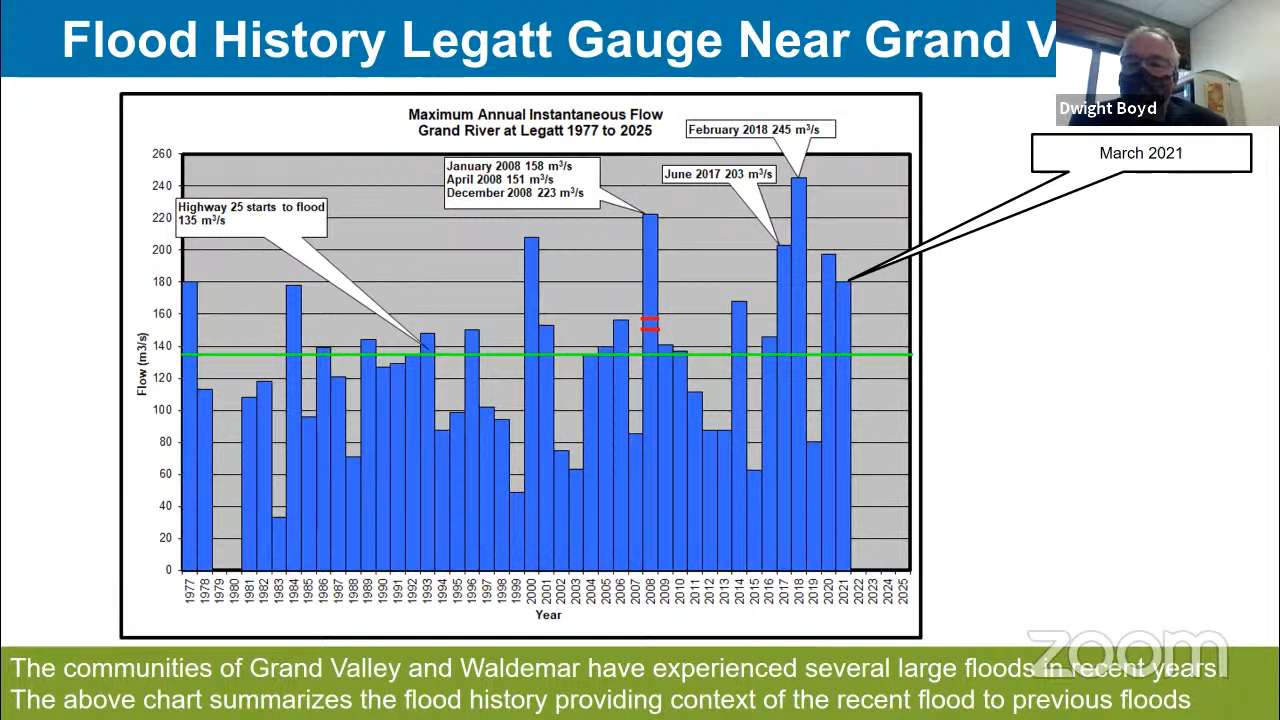 Flood History Legatt Gauge Near Grand V
Dwight Boyd
March 2021
Maximum Annual Instantaneous Flow
Grand River at Legatt 1977 to 2025
February 2018 245 m³/s
January 2008 158 m³/s
April 2008 151 m³/s
December 2008 223 m³/s
June 2017 203 m³/s
Highway 25 starts to flood
135 m³/s
260
240
220
200
180
160
140
120
100
80
60
40
20
0
Flow (m3/s)
1977 1978 1979 1980 1981 1982 1983 1984 1985 1986 1987 1988 1989 1990 1991 1992 1993 1994 1995 1996 1997 1998 1999 2000 2001 2002 2003 2004 2005 2006 2007 2008 2009 2010 2011 2012 2013 2014 2015 2016 2017 2018 2019 2020 2021 2022 2023 2024 2025
Year
zoom
The communities of Grand Valley and Waldemar have experienced several large floods in recent years.
The above chart summarizes the flood history providing context of the recent flood to previous floods